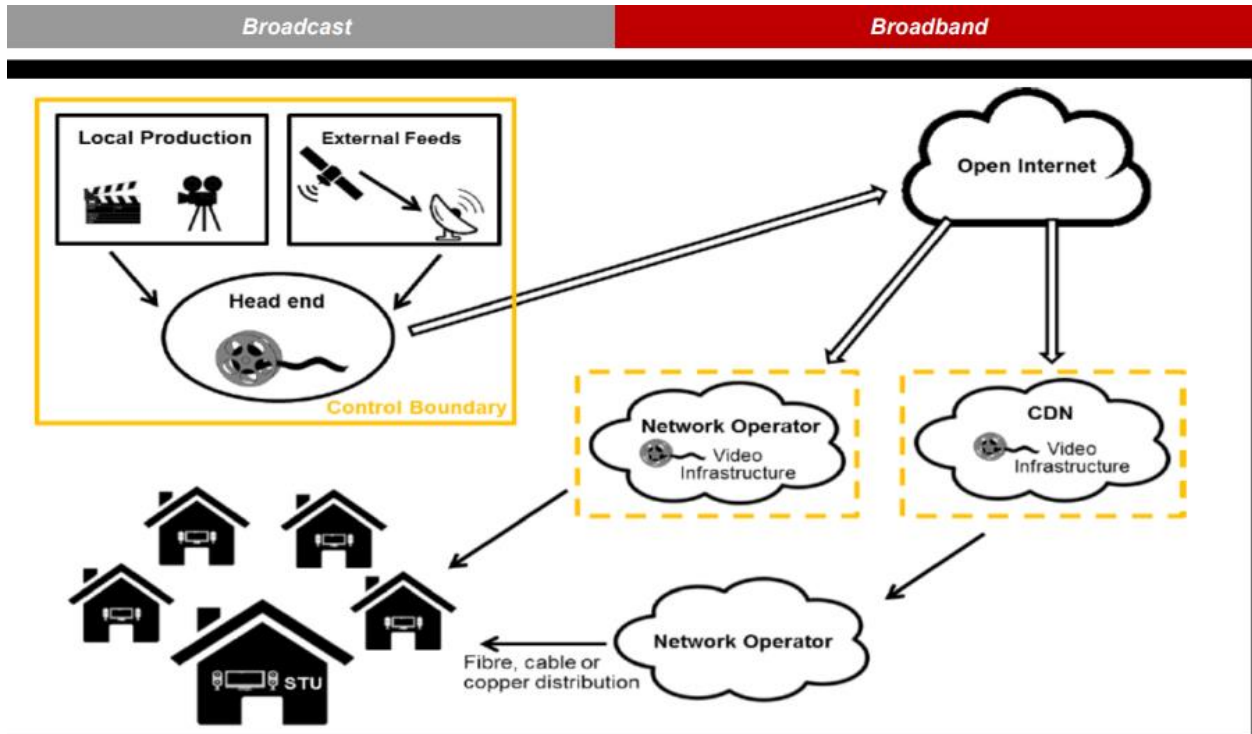 Broadcast
Broadband
Local Production
External Feeds
Open Internet
Head end
Control Boundary
Network Operator
Video
Infrastructure
CDN
Video
Infrastructure
Network Operator
Fibre, cable or
copper distribution
STU